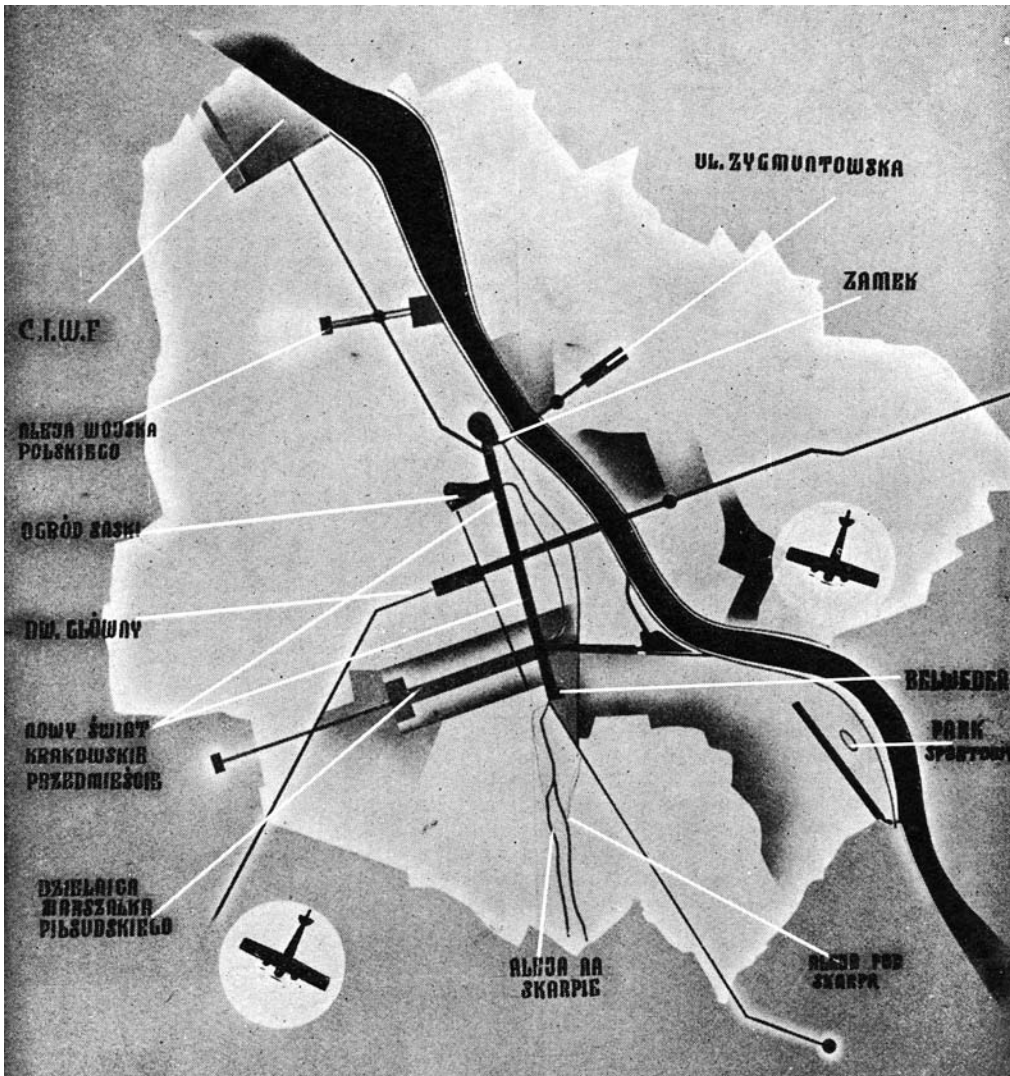 UL. ZYGMUNTOWSKA
ZAMEK
C.I.W.F
ALEJA WOJSKA
POLSKIEGO
OGRÓD SASKI
DW. GŁÓWNY
NOWY ŚWIAT
KRAKOWSKIE
PRZEDMIEŚCIE
BELWEDER
PARK
SPORTOWY
DZIELNICA
MARSZAŁKA
PIŁSUDSKIEGO
ALEJA NA
SKARPIE
ALEJA POD
SKARPĄ